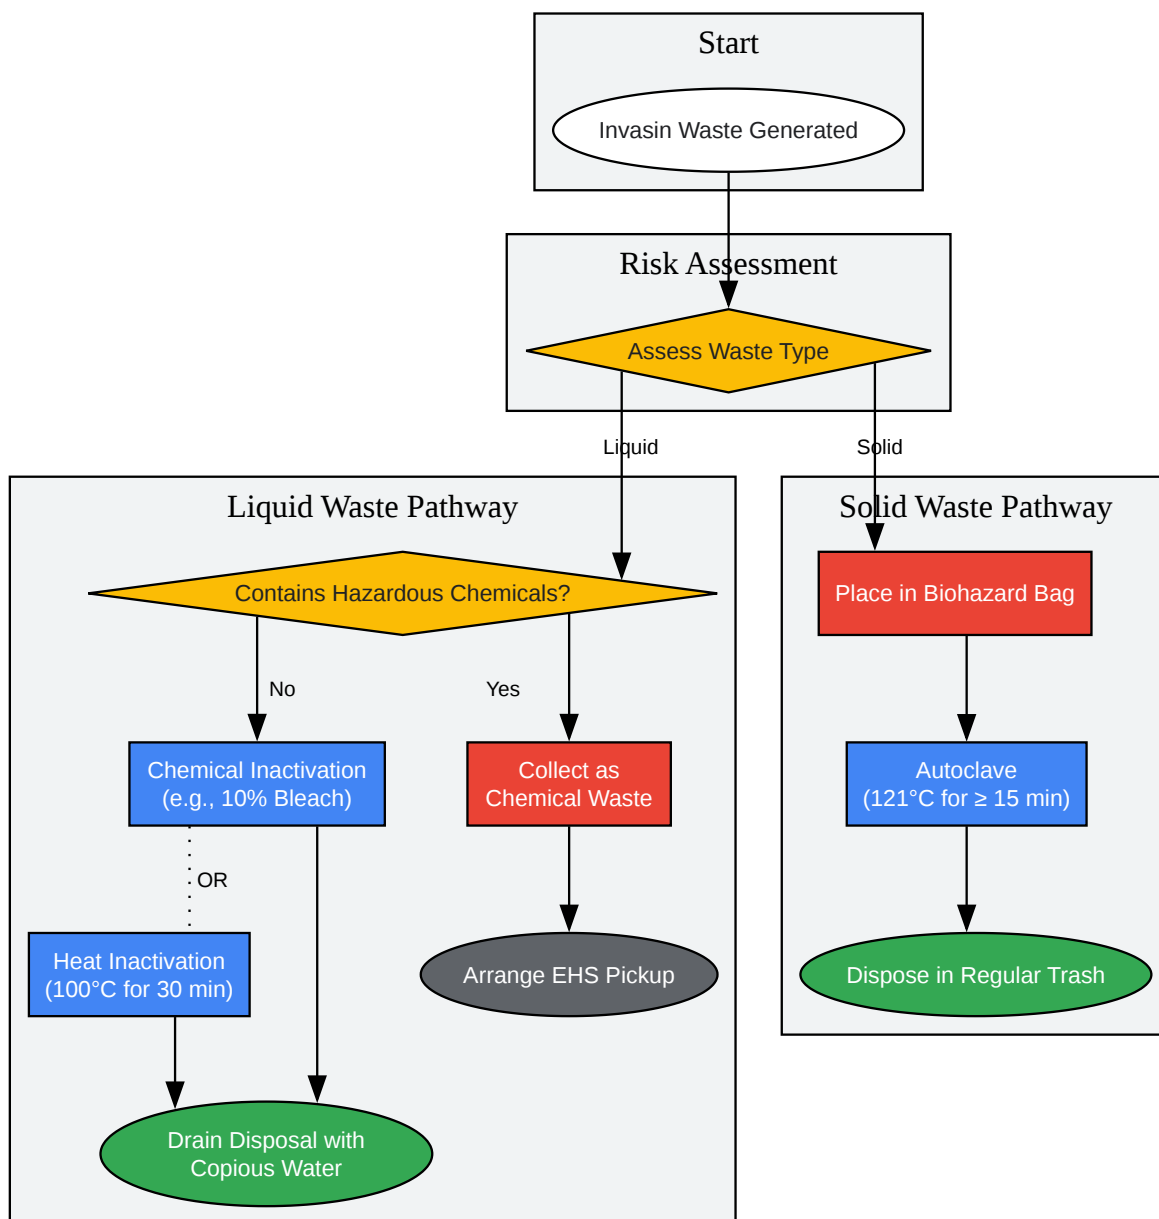 Start
Invasin Waste Generated
Risk Assessment
Assess Waste Type
Liquid
Solid
Liquid Waste Pathway
Contains Hazardous Chemicals?
No
Yes
Chemical Inactivation
(e.g., 10% Bleach)
OR
Heat Inactivation
(100°C for 30 min)
Drain Disposal with
Copious Water
Collect as
Chemical Waste
Arrange EHS Pickup
Solid Waste Pathway
Place in Biohazard Bag
Autoclave
(121°C for ≥ 15 min)
Dispose in Regular Trash